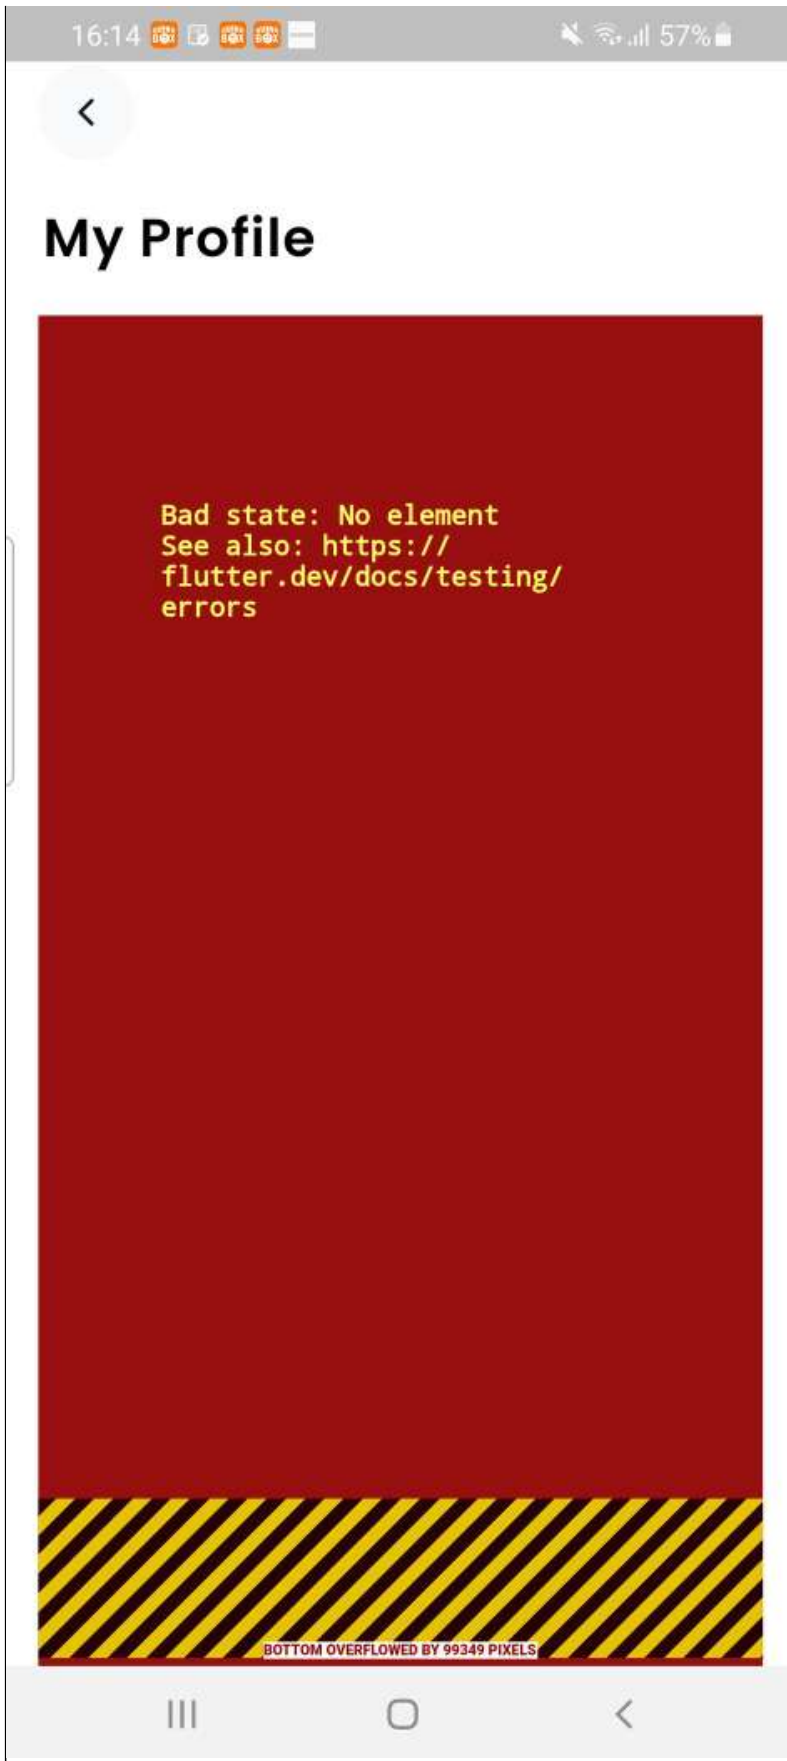 16:14
57%
My Profile
Bad state: No element
See also: https://
flutter.dev/docs/testing/
errors
BOTTOM OVERFLOWED BY 99349 PIXELS